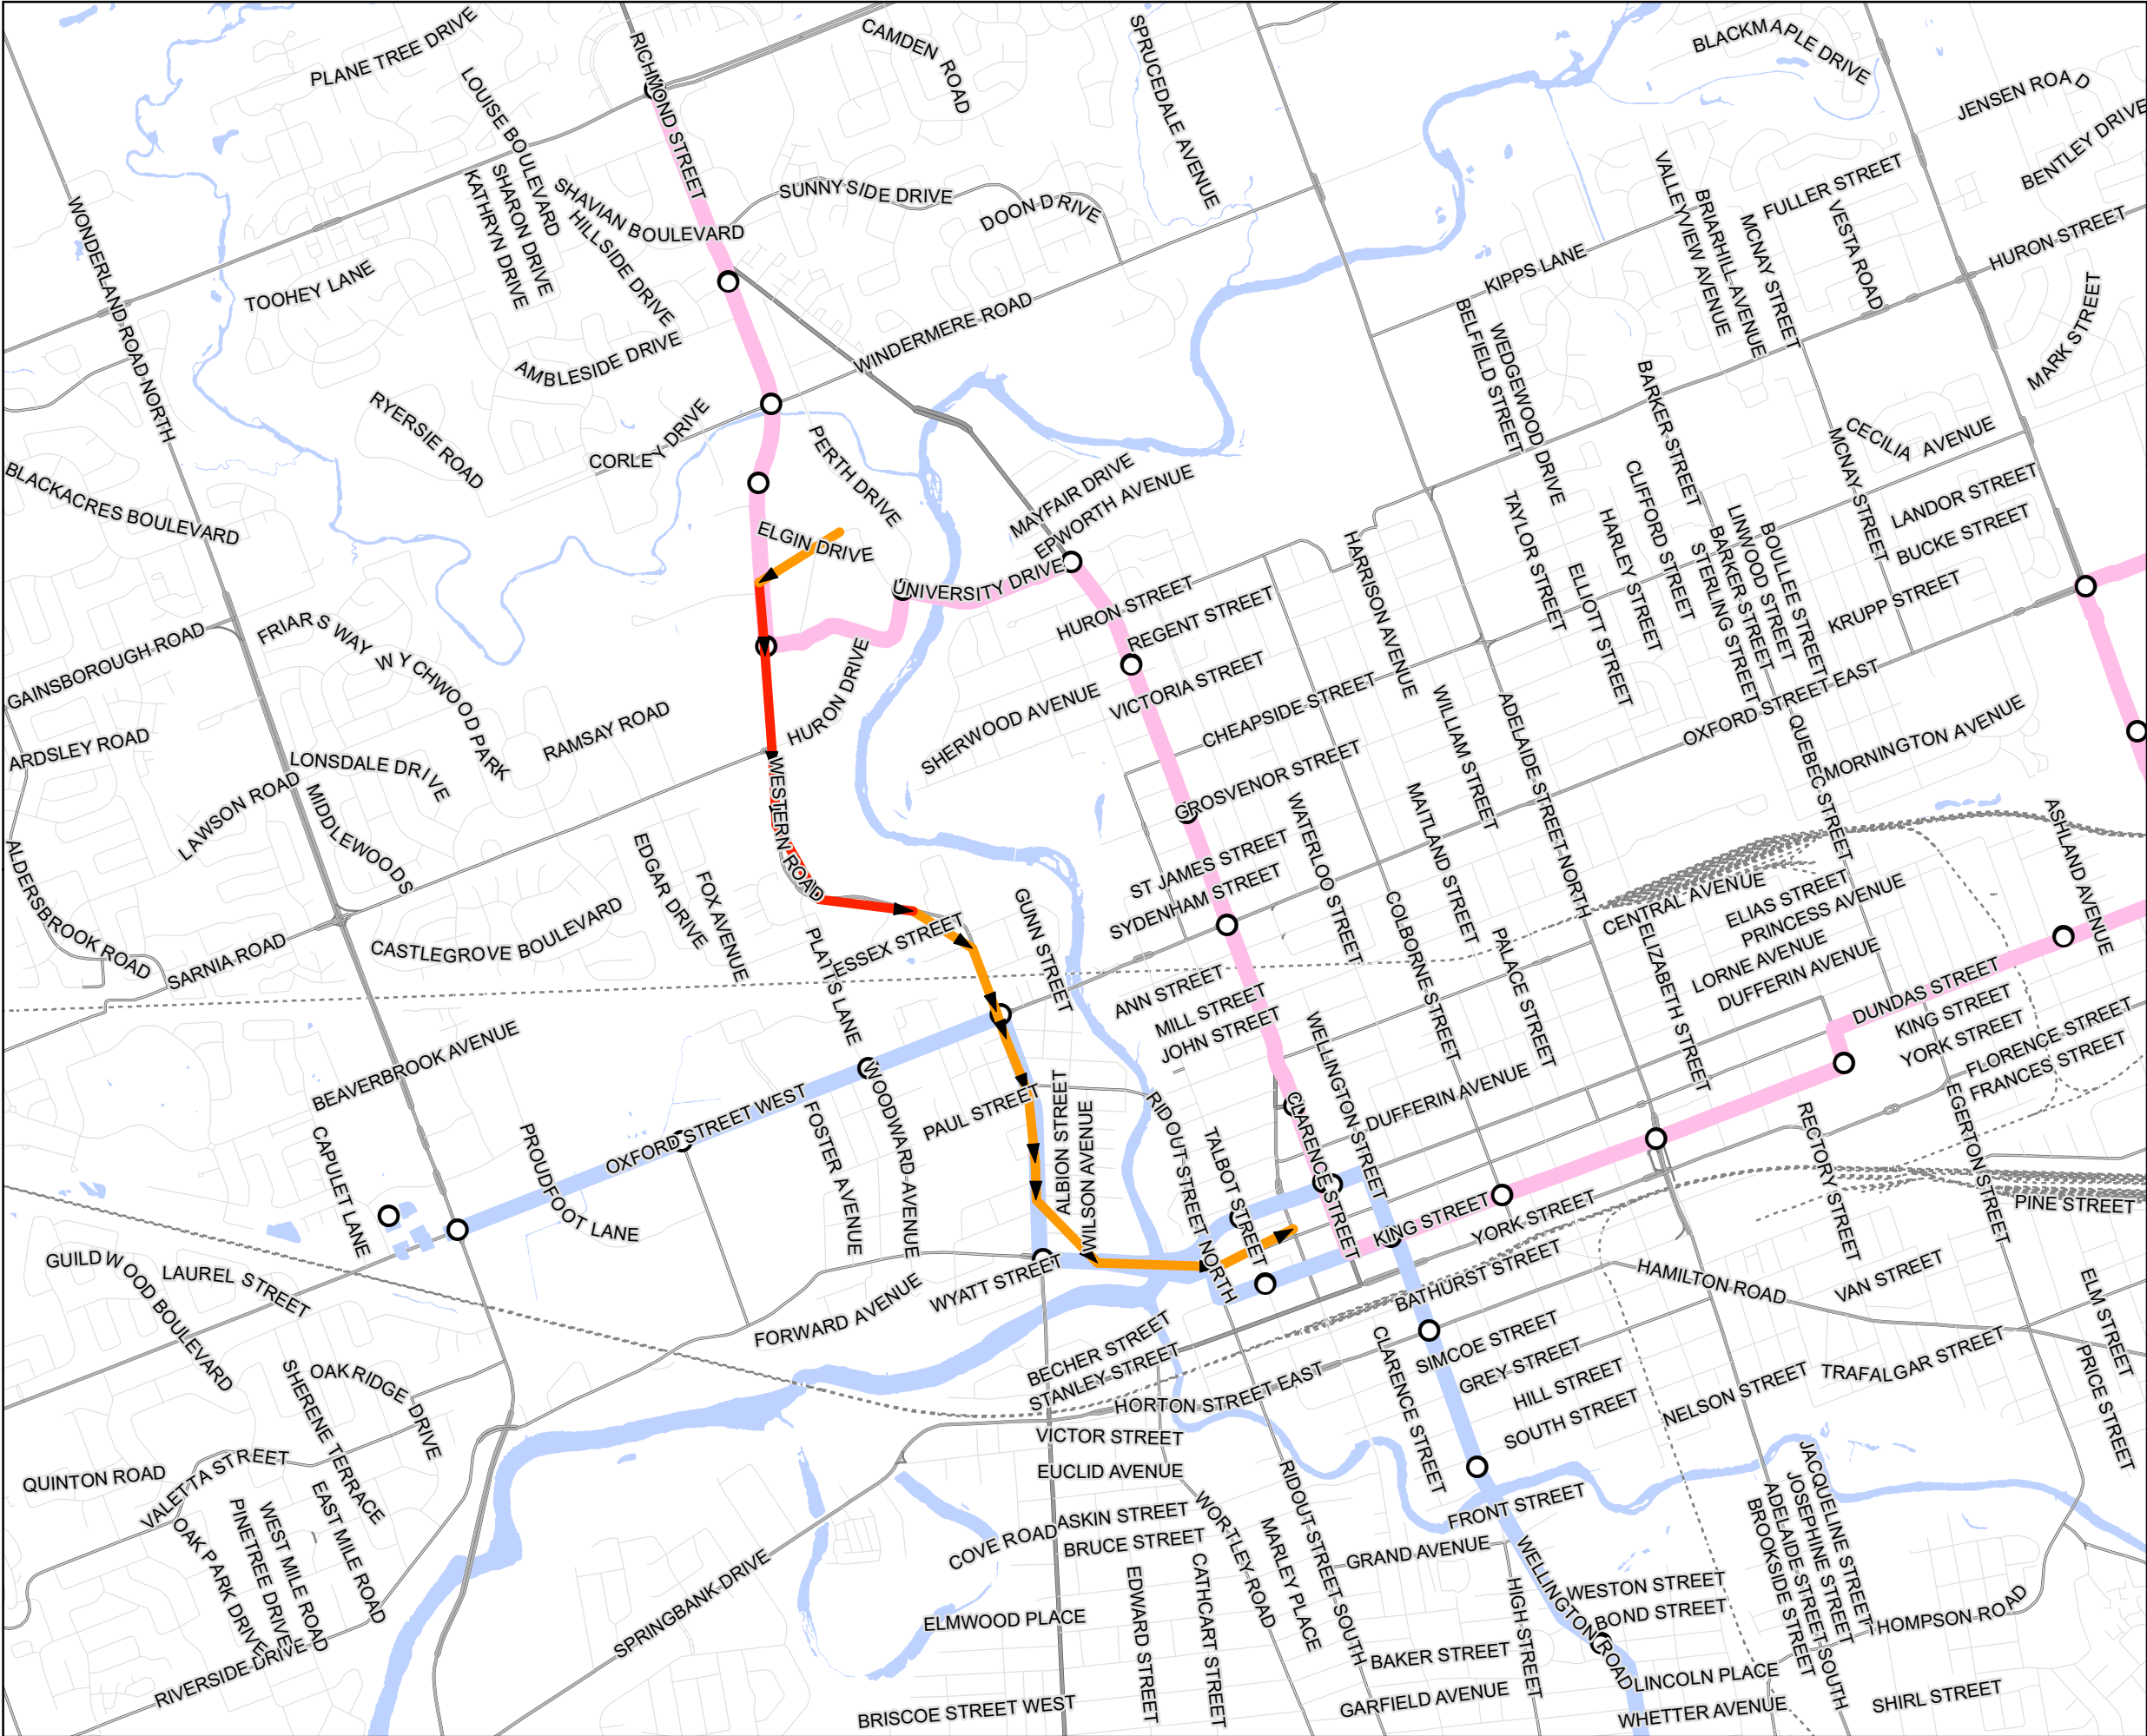 PLANE TREE DRIVE
RICHMOND STREET
CAMDEN ROAD
SPRUCEDALE AVENUE
BLACKMAPLE DRIVE
JENSEN ROAD
BENTLEY DRIVE
LOUISE BOULEVARD
SHARON DRIVE
KATHRYN DRIVE
SHAVIAN BOULEVARD
HILLSIDE DRIVE
SUNNYSIDE DRIVE
DOON DRIVE
VALLEYVIEW AVENUE
BRIARHILL AVENUE
MCNAY STREET
FULLER STREET
VESTA ROAD
HURON STREET
WONDERLAND ROAD NORTH
TOOHEY LANE
AMBLESIDE DRIVE
WINDERMERE ROAD
KIPPS LANE
BELFIELD STREET
WEDGEWOOD DRIVE
MARK STREET
RYERSIE ROAD
CORLEY DRIVE
PERTH DRIVE
MAYFAIR DRIVE
EPWORTH AVENUE
BARKER STREET
CECILIA AVENUE
MCNAY STREET
LANDOR STREET
BUCKE STREET
BLACKACRES BOULEVARD
ELGIN DRIVE
UNIVERSITY DRIVE
HURON STREET
REGENT STREET
HARRISON AVENUE
TAYLOR STREET
ELLIOTT STREET
HARLEY STREET
CLIFFORD STREET
STERLING STREET
BARKER STREET
LINWOOD STREET
BOULLEE STREET
KRUPP STREET
GAINSBOROUGH ROAD
FRIAR S WAY
WYCHWOOD PARK
RAMSAY ROAD
HURON DRIVE
SHERWOOD AVENUE
VICTORIA STREET
CHEAPSIDE STREET
WILLIAM STREET
ADELAIDE STREET NORTH
OXFORD STREET EAST
QUEBEC STREET
MORNINGTON AVENUE
ARDSLEY ROAD
LONSDALE DRIVE
LAWSON ROAD
MIDDLEWOODS
WESTERN ROAD
GROSVENOR STREET
ST JAMES STREET
SYDENHAM STREET
WATERLOO STREET
MAITLAND STREET
COLBORNE STREET
PALACE STREET
CENTRAL AVENUE
ELIAS STREET
PRINCESS AVENUE
LORNE AVENUE
DUFFERIN AVENUE
ELIZABETH STREET
ASHLAND AVENUE
ALDERSBROOK ROAD
SARNIA ROAD
CASTLEGROVE BOULEVARD
EDGAR DRIVE
FOX AVENUE
PLATTS LANE
ESSEX STREET
GUNN STREET
ANN STREET
MILL STREET
JOHN STREET
DUNDAS STREET
KING STREET
YORK STREET
FLORENCE STREET
FRANCES STREET
BEAVERBROOK AVENUE
CAPULET LANE
PROUDFOOT LANE
OXFORD STREET WEST
FOSTER AVENUE
WOODWARD AVENUE
PAUL STREET
ALBION STREET
WILSON AVENUE
RIDOUT STREET NORTH
TALBOT STREET
CLARENCE STREET
WELLINGTON STREET
DUFFERIN AVENUE
KING STREET
YORK STREET
BATHURST STREET
RECTORY STREET
EGERTON STREET
PINE STREET
GUILDWOOD BOULEVARD
LAUREL STREET
FORWARD AVENUE
WYATT STREET
HAMILTON ROAD
VAN STREET
ELM STREET
PRICE STREET
BECHER STREET
STANLEY STREET
HORTON STREET EAST
CLARENCE STREET
SIMCOE STREET
GREY STREET
HILL STREET
SOUTH STREET
NELSON STREET
TRAFALGAR STREET
OAKRIDGE DRIVE
SHERENE TERRACE
QUINTON ROAD
VALETTA STREET
OAK PARK DRIVE
PINETREE DRIVE
WEST MILE ROAD
EAST MILE ROAD
RIVERSIDE DRIVE
SPRINGBANK DRIVE
VICTOR STREET
EUCLID AVENUE
COVE ROAD
ASKIN STREET
BRUCE STREET
WORTLEY ROAD
MARLEY PLACE
RIDOUT STREET SOUTH
FRONT STREET
GRAND AVENUE
WELLINGTON ROAD
WESTON STREET
BOND STREET
HIGH STREET
BAKER STREET
GARFIELD AVENUE
LINCOLN PLACE
WHETTER AVENUE
BROOKSIDE STREET
ADELAIDE STREET SOUTH
JOSEPHINE STREET
JACQUELINE STREET
THOMPSON ROAD
SHIRL STREET
ELMWOOD PLACE
EDWARD STREET
CATHCART STREET
BRISCOE STREET WEST